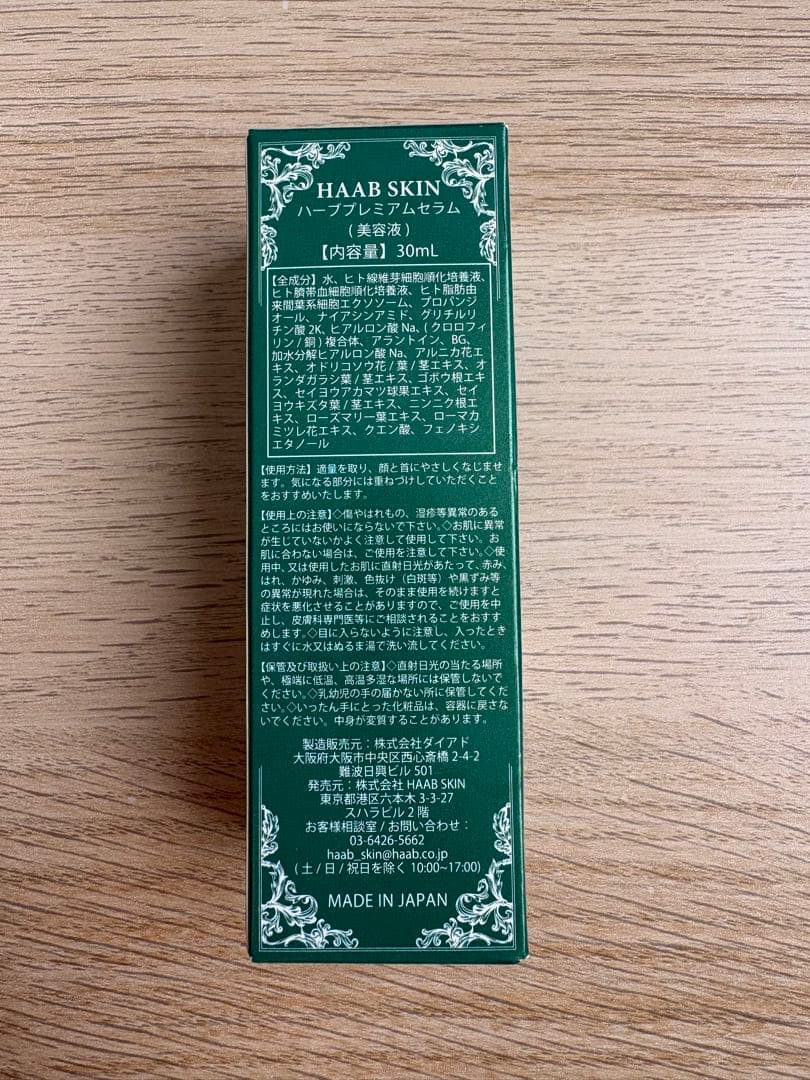 HAAB SKIN
ハーブプレミアムセラム
( 美容液 )
【内容量】30mL
【全成分】水、ヒト線維芽細胞順化培養液、
ヒト臍帯血細胞順化培養液、ヒト脂肪由
来間葉系細胞エクソソーム、プロパンジ
オール、ナイアシンアミド、グリチルリ
チン酸 2K、ヒアルロン酸 Na、( クロロフィ
リン / 銅 ) 複合体、アラントイン、BG、
加水分解ヒアルロン酸 Na、アルニカ花エ
キス、オドリコソウ花 / 葉 / 茎エキス、オ
ランダガラシ葉 / 茎エキス、ゴボウ根エキ
ス、セイヨウアカマツ球果エキス、セイ
ヨウキズタ葉 / 茎エキス、ニンニク根エ
キス、ローズマリー葉エキス、ローマカ
ミツレ花エキス、クエン酸、フェノキシ
エタノール
【使用方法】適量を取り、顔と首にやさしくなじませ
ます。気になる部分には重ねづけしていただくこと
をおすすめいたします。
【使用上の注意】◇傷やはれもの、湿疹等異常のある
ところにはお使いにならないで下さい。◇お肌に異常
が生じていないかよく注意して使用して下さい。お
肌に合わない場合は、ご使用を注意して下さい。◇使
用中、又は使用したお肌に直射日光があたって、赤み、
はれ、かゆみ、刺激、色抜け（白斑等）や黒ずみ等
の異常が現れた場合は、そのまま使用を続けますと
症状を悪化させることがありますので、ご使用を中
止し、皮膚科専門医等にご相談されることをおすす
めします。◇目に入らないように注意し、入ったとき
はすぐに水又はぬるま湯で洗い流してください。
【保管及び取扱い上の注意】◇直射日光の当たる場所
や、極端に低温、高温多湿な場所には保管しないで
ください。◇乳幼児の手の届かない所に保管してくだ
さい。◇いったん手にとった化粧品は、容器に戻さな
いでください。中身が変質することがあります。
製造販売元：株式会社ダイアド
大阪府大阪市中央区西心斎橋 2-4-2
難波日興ビル 501
発売元：株式会社 HAAB SKIN
東京都港区六本木 3-3-27
スハラビル 2 階
お客様相談室 / お問い合わせ：
03-6426-5662
haab_skin@haab.co.jp
( 土 / 日 / 祝日を除く 10:00~17:00)
MADE IN JAPAN